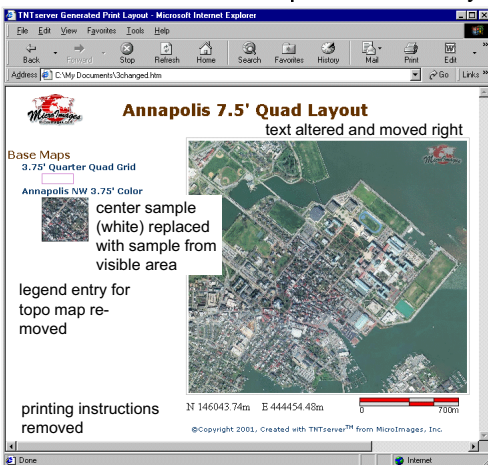 TNTserver Generated Print Layout - Microsoft Internet Explorer
File Edit View Favorites Tools Help
Back Forward Stop Refresh Home Search Favorites History Mail Print Edit
Address C:\My Documents\3changed.htm Go Links »
MicroImages
Annapolis 7.5' Quad Layout
text altered and moved right
Base Maps
3.75' Quarter Quad Grid
Annapolis NW 3.75' Color
center sample
(white) replaced
with sample from
visible area
legend entry for
topo map re-
moved
MicroImages
N 146043.74m E 444454.48m
0 700m
printing instructions
removed
©Copyright 2001, Created with TNTserver™ from MicroImages, Inc.
Done Internet